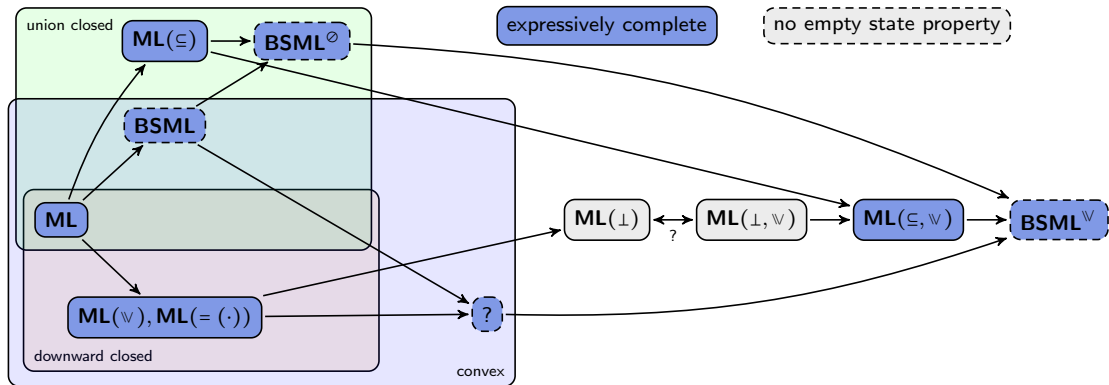 union closed
expressively complete
no empty state property
ML(⊆)
BSML^⊘
BSML
ML
ML(⊥)
?
ML(⊥, ⩔)
ML(⊆, ⩔)
BSML^⩔
ML(⩔), ML(= (·))
?
downward closed
convex